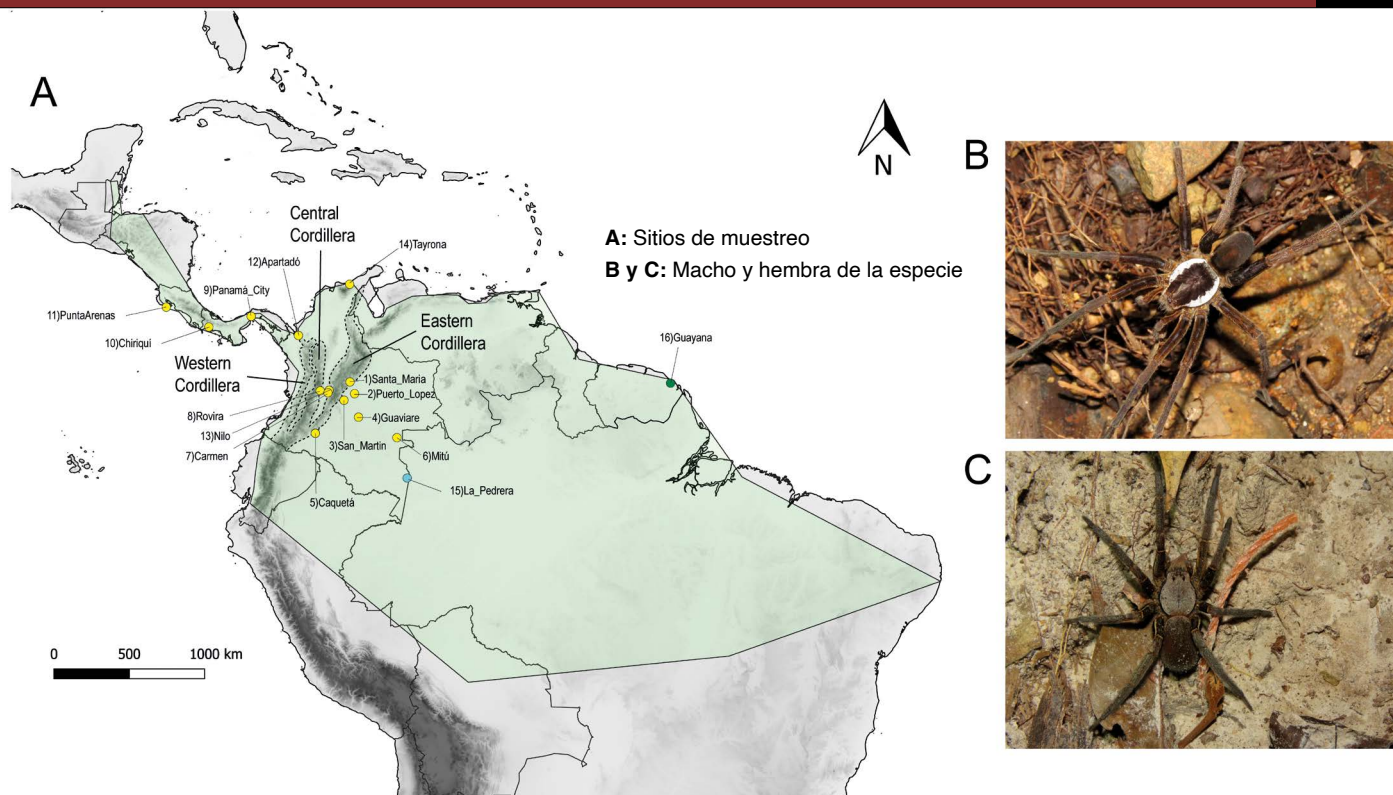 A
N
Central
Cordillera
14)Tayrona
12)Apartadó
9)Panamá_City
11)PuntaArenas
10)Chiriquí
Eastern
Cordillera
Western
Cordillera
1)Santa_Maria
2)Puerto_Lopez
8)Rovira
4)Guaviare
13)Nilo
3)San_Martin
6)Mitú
7)Carmen
5)Caquetá
15)La_Pedrera
16)Guayana
0 500 1000 km
A: Sitios de muestreo
B y C: Macho y hembra de la especie
B
C